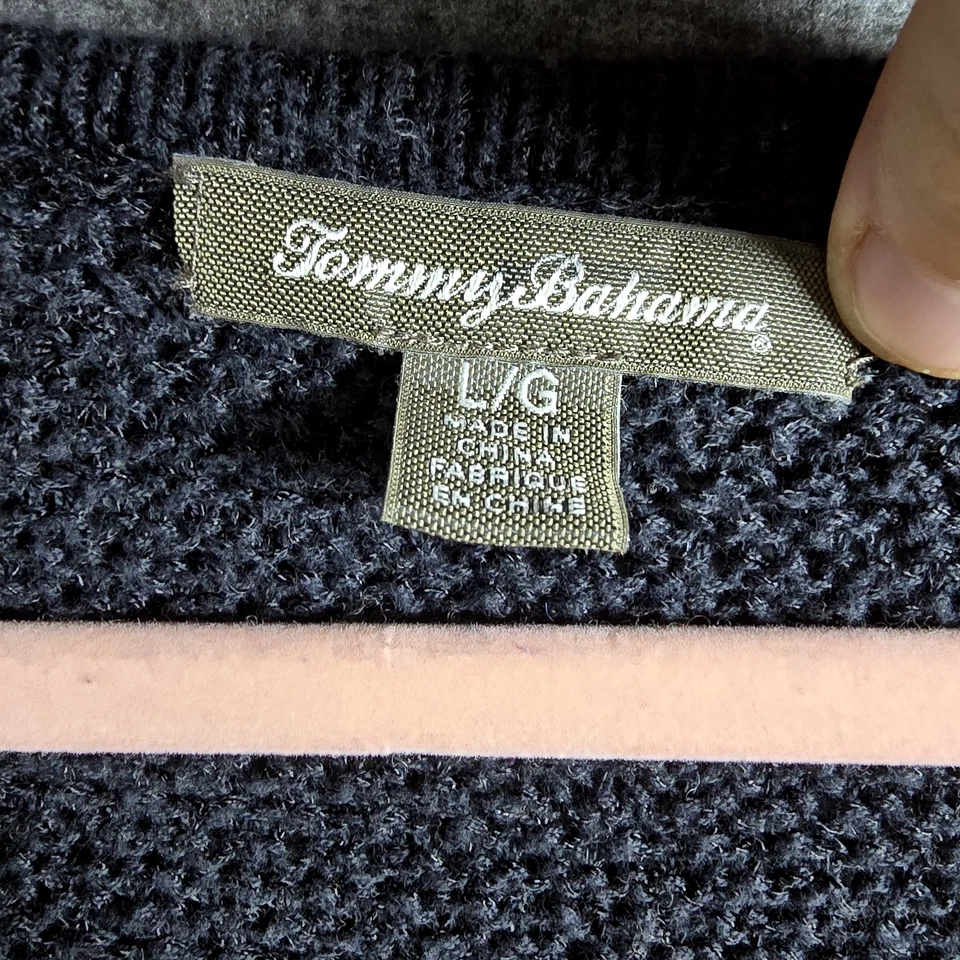 Tommy Bahama®
L/G
MADE IN
CHINA
FABRIQUE
EN CHINE